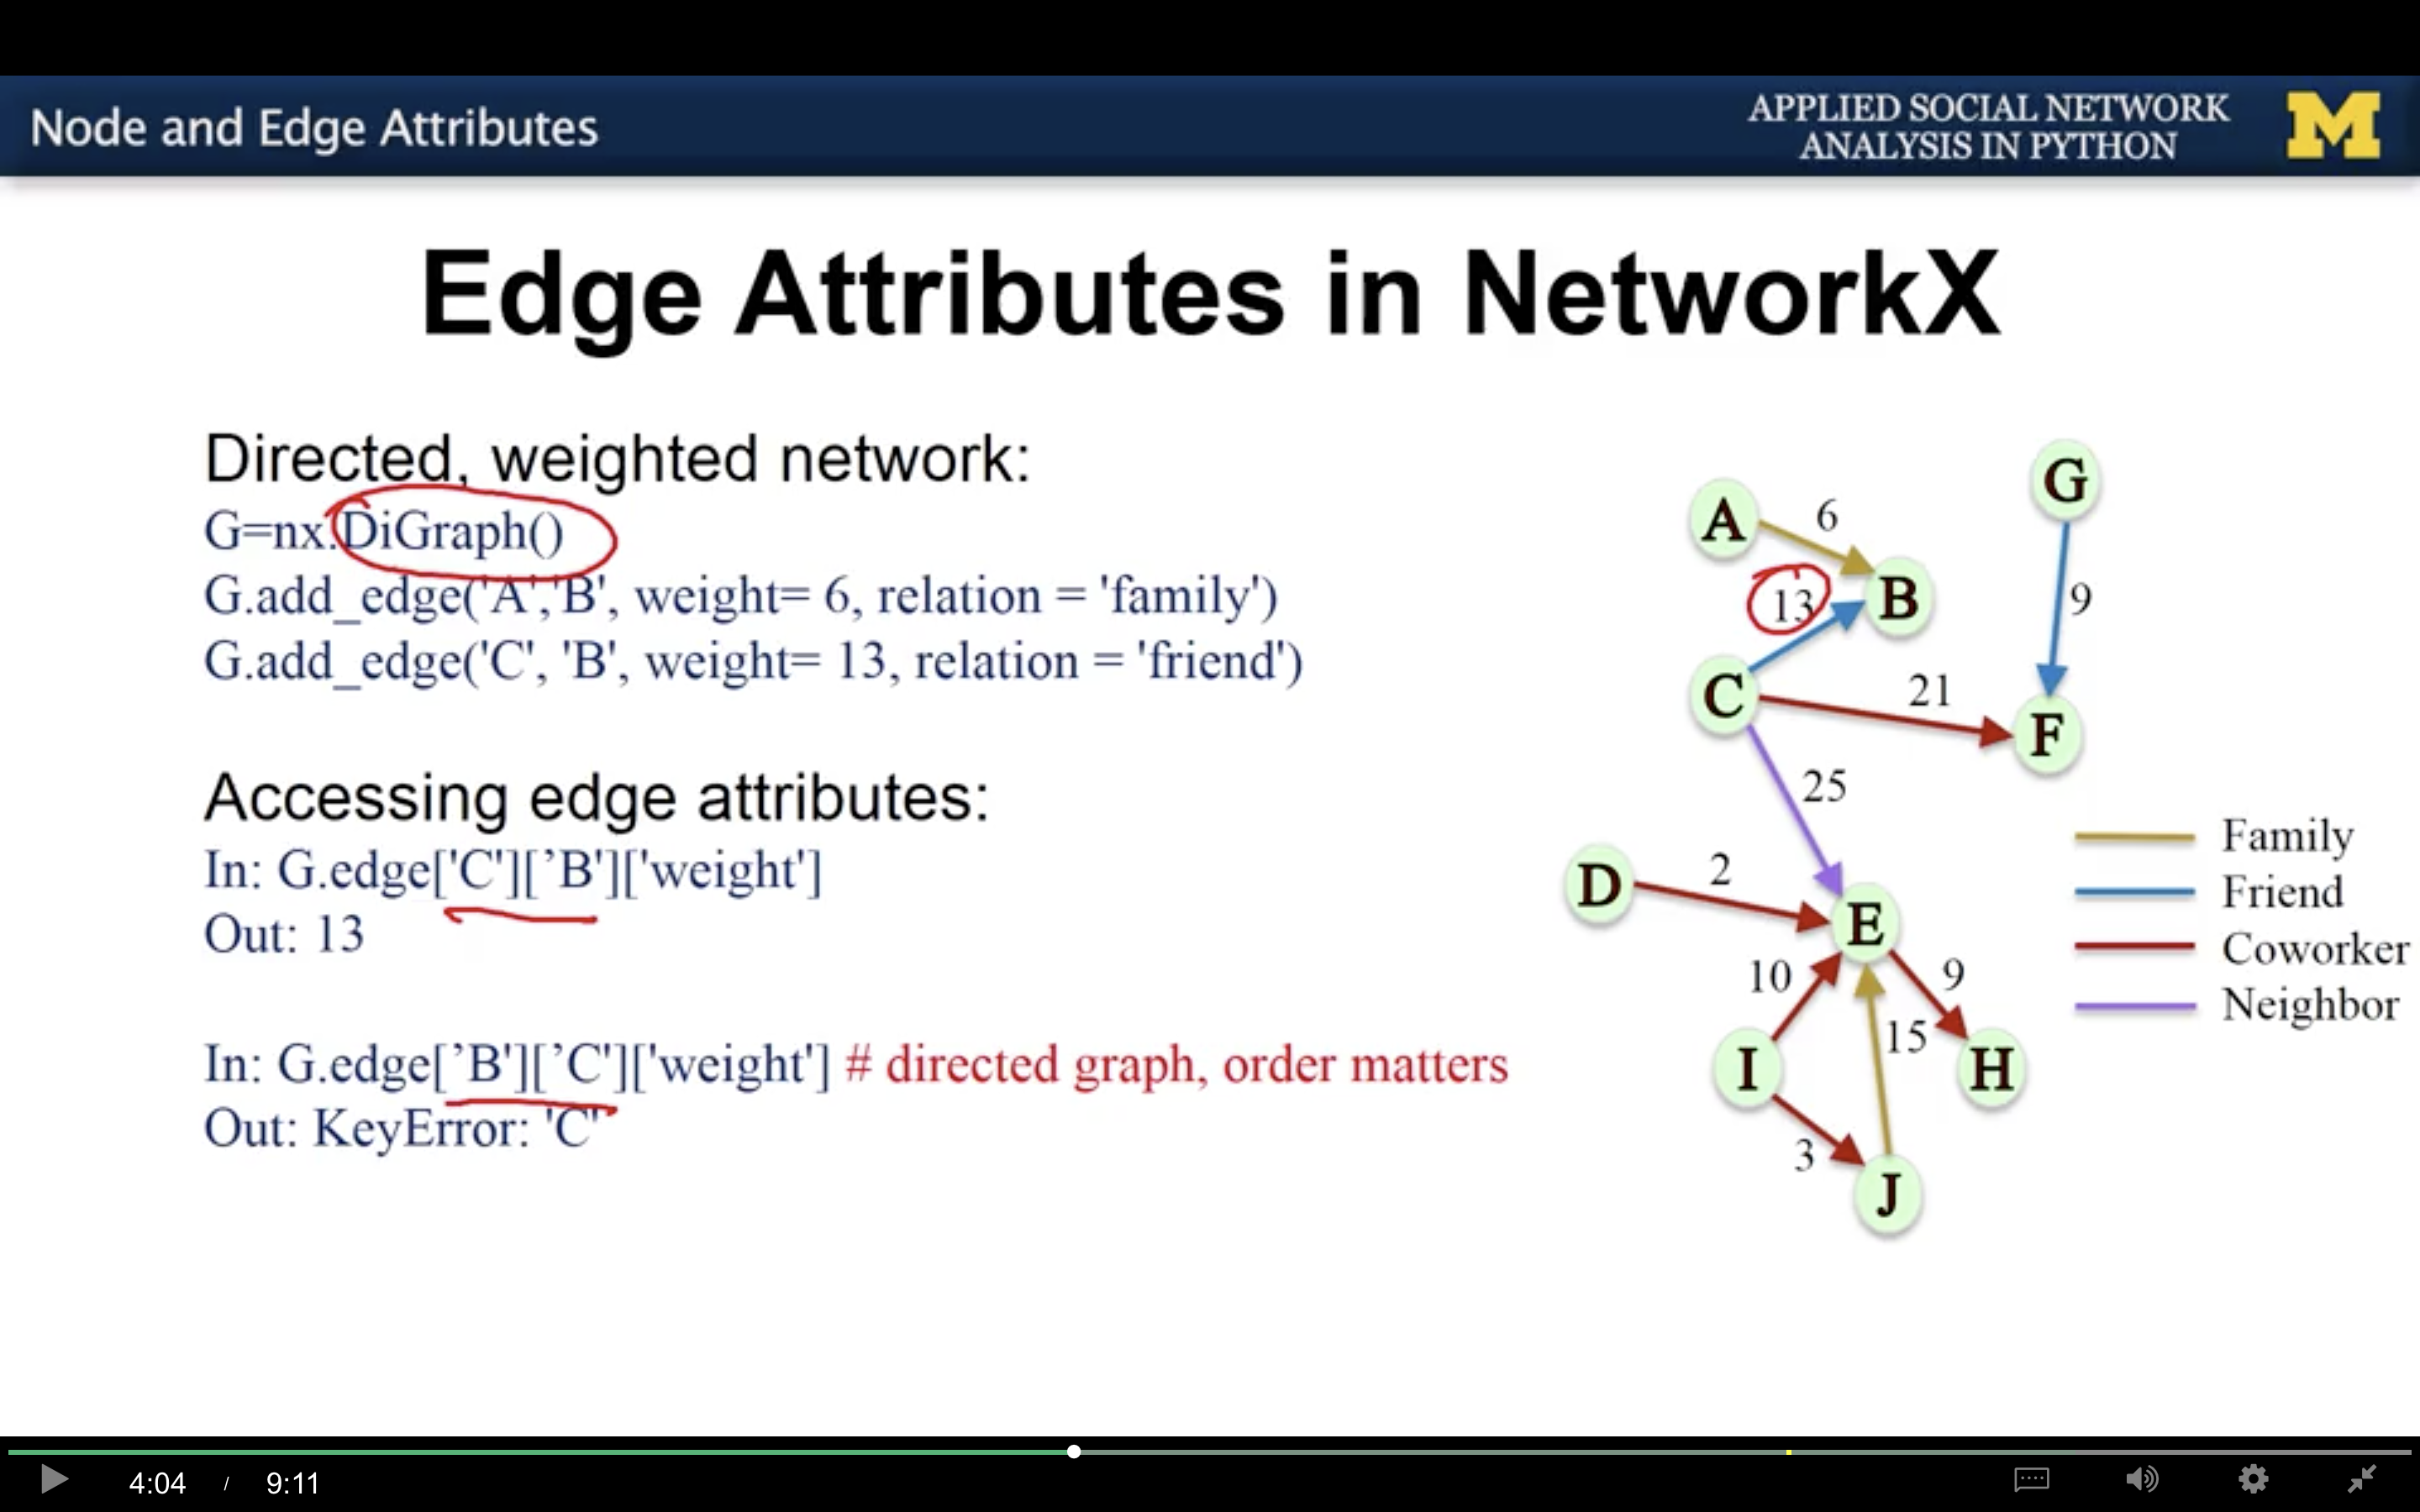 Node and Edge Attributes
APPLIED SOCIAL NETWORK
ANALYSIS IN PYTHON
M
Edge Attributes in NetworkX
Directed, weighted network:
G=nx.DiGraph()
G.add_edge('A','B', weight= 6, relation = 'family')
G.add_edge('C', 'B', weight= 13, relation = 'friend')
Accessing edge attributes:
In: G.edge['C'][’B']['weight']
Out: 13
In: G.edge[’B'][’C']['weight'] # directed graph, order matters
Out: KeyError: 'C'
G
A
6
B
9
13
C
21
F
25
D
2
E
10
9
15
I
H
3
J
Family
Friend
Coworker
Neighbor
4:04 / 9:11